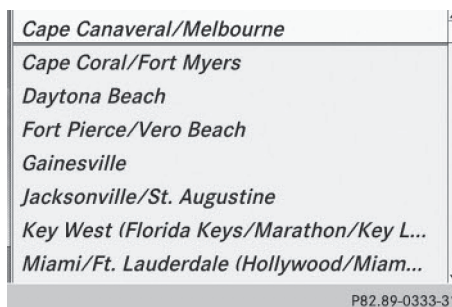 Cape Canaveral/Melbourne
Cape Coral/Fort Myers
Daytona Beach
Fort Pierce/Vero Beach
Gainesville
Jacksonville/St. Augustine
Key West (Florida Keys/Marathon/Key L...
Miami/Ft. Lauderdale (Hollywood/Miam...
P82.89-0333-31